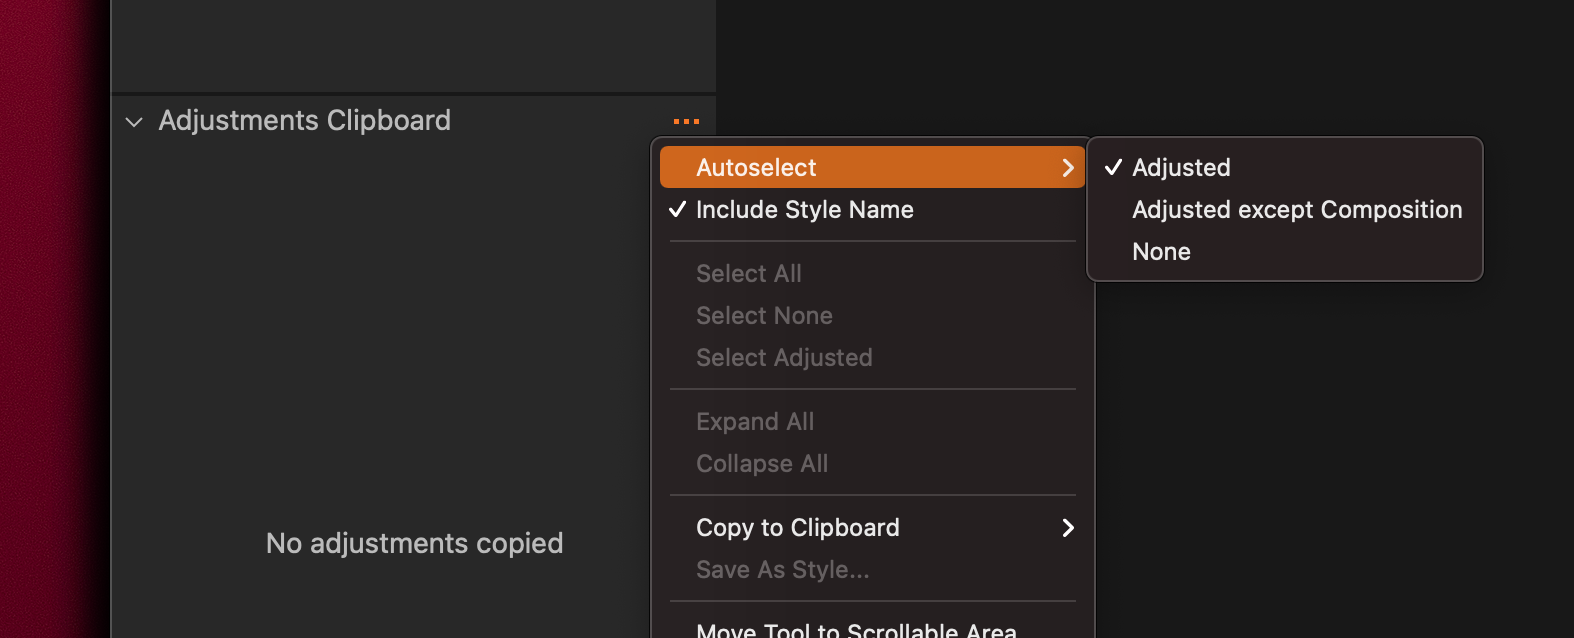 Adjustments Clipboard
Autoselect
Include Style Name
Select All
Select None
Select Adjusted
Expand All
Collapse All
Copy to Clipboard
Save As Style...
Move Tool to Scrollable Area
Adjusted
Adjusted except Composition
None
No adjustments copied